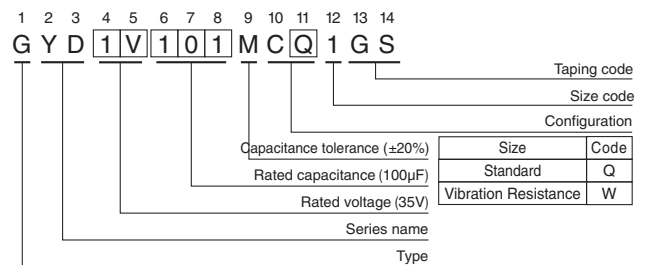 1 2 3 4 5 6 7 8 9 10 11 12 13 14
G Y D 1 V 1 0 1 M C Q 1 G S
Taping code
Size code
Configuration
Capacitance tolerance (±20%)
Size Code
Rated capacitance (100μF)
Standard Q
Rated voltage (35V)
Vibration Resistance W
Series name
Type